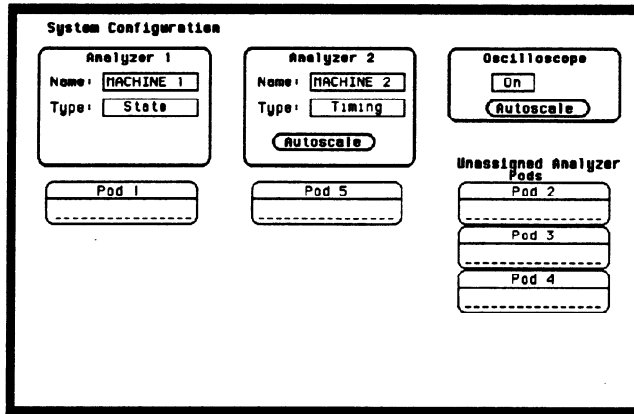 System Configuration
Analyzer 1
Name: MACHINE 1
Type: State
Analyzer 2
Name: MACHINE 2
Type: Timing
Autoscale
Oscilloscope
On
Autoscale
Pod 1
Pod 5
Unassigned Analyzer
Pods
Pod 2
Pod 3
Pod 4